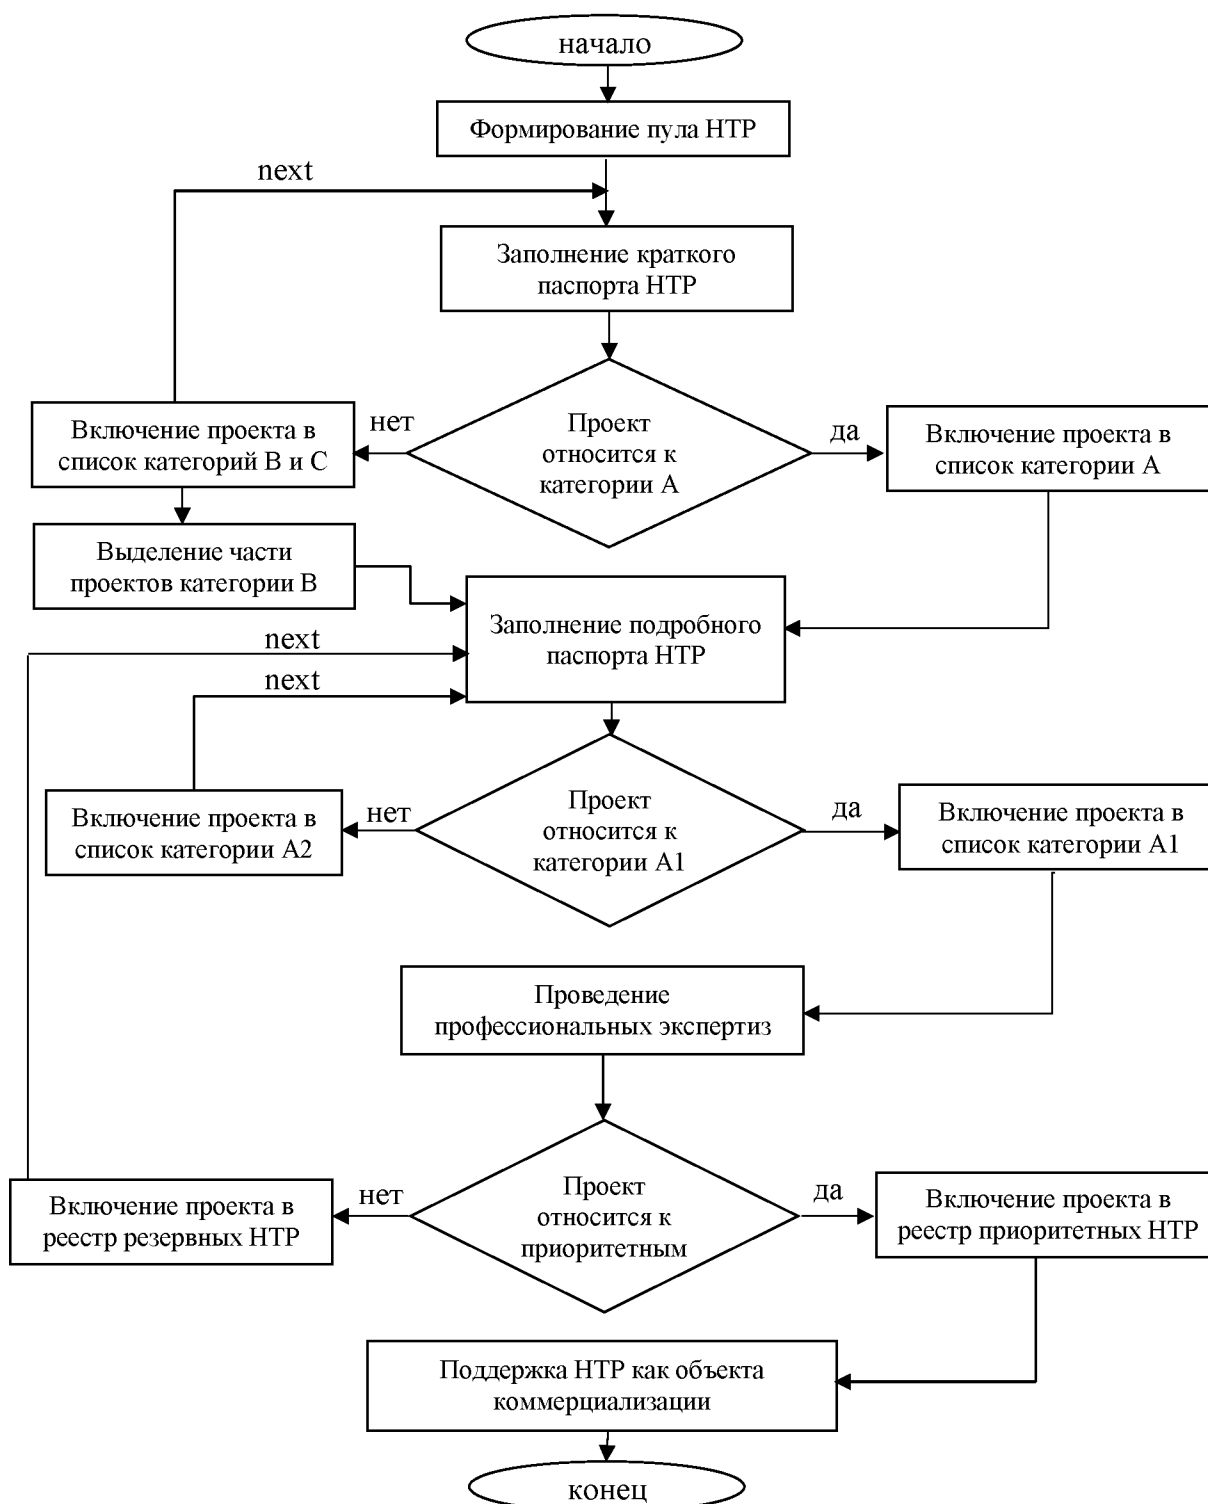 начало
Формирование пула НТР
next
Заполнение краткого
паспорта НТР
Проект
относится к
категории А
нет
да
Включение проекта в
список категорий В и С
Включение проекта в
список категории А
Выделение части
проектов категории В
Заполнение подробного
паспорта НТР
next
next
Проект
относится к
категории А1
нет
да
Включение проекта в
список категории А2
Включение проекта в
список категории А1
Проведение
профессиональных экспертиз
Проект
относится к
приоритетным
нет
да
Включение проекта в
реестр резервных НТР
Включение проекта в
реестр приоритетных НТР
Поддержка НТР как объекта
коммерциализации
конец